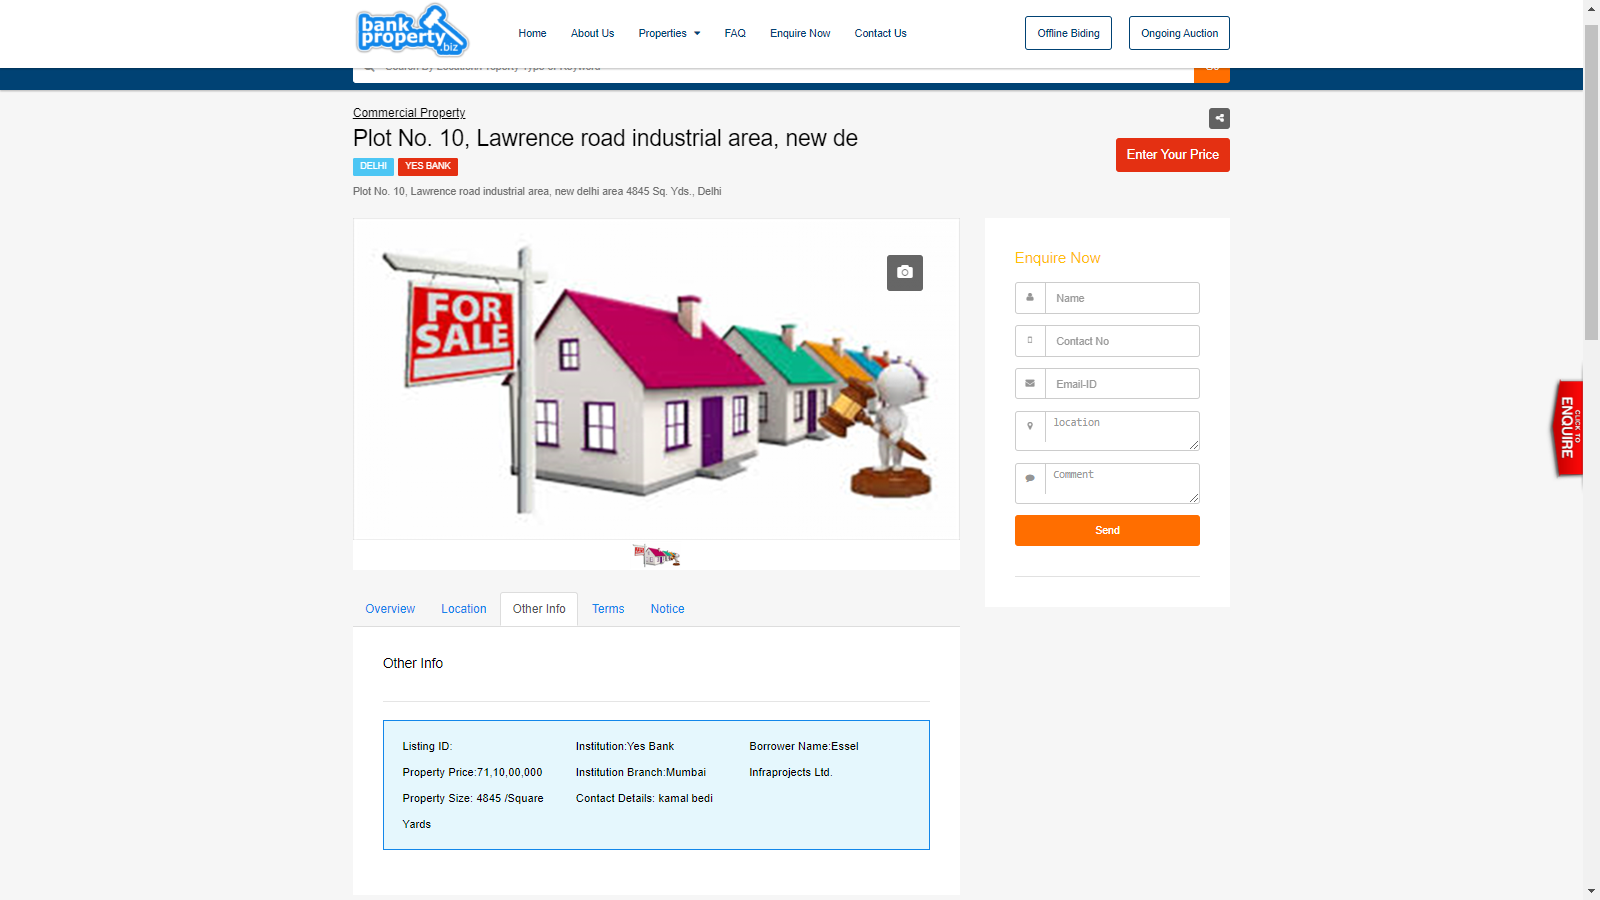 bank property.biz
Home About Us Properties FAQ Enquire Now Contact Us Offline Biding Ongoing Auction
Commercial Property
Plot No. 10, Lawrence road industrial area, new de
Enter Your Price
DELHI YES BANK
Plot No. 10, Lawrence road industrial area, new delhi area 4845 Sq. Yds., Delhi
FOR SALE
Enquire Now
Name
Contact No
Email-ID
location
Comment
Send
CLICK TO
ENQUIRE
Overview Location Other Info Terms Notice
Other Info
Listing ID:
Property Price:71,10,00,000
Property Size: 4845 /Square
Yards
Institution:Yes Bank
Institution Branch:Mumbai
Contact Details: kamal bedi
Borrower Name:Essel
Infraprojects Ltd.